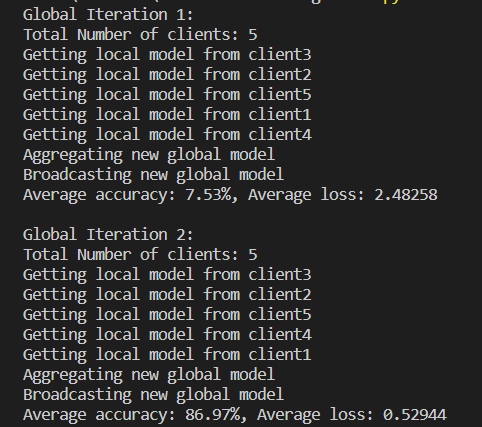 Global Iteration 1:
Total Number of clients: 5
Getting local model from client3
Getting local model from client2
Getting local model from client5
Getting local model from client1
Getting local model from client4
Aggregating new global model
Broadcasting new global model
Average accuracy: 7.53%, Average loss: 2.48258

Global Iteration 2:
Total Number of clients: 5
Getting local model from client3
Getting local model from client2
Getting local model from client5
Getting local model from client4
Getting local model from client1
Aggregating new global model
Broadcasting new global model
Average accuracy: 86.97%, Average loss: 0.52944